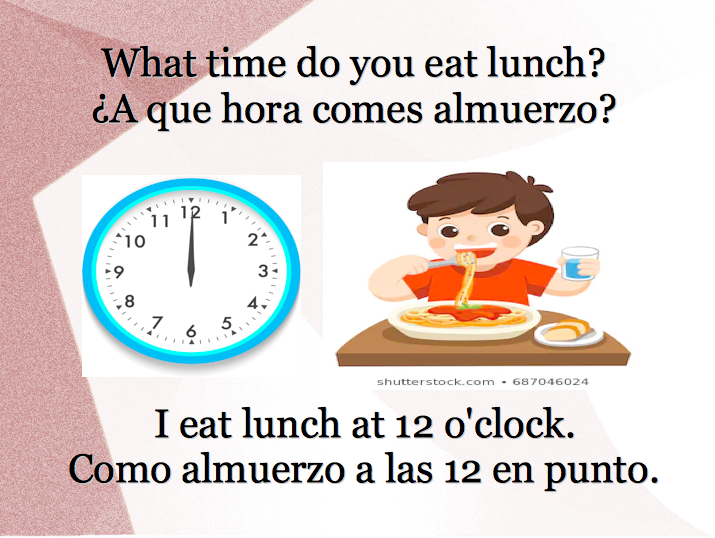 What time do you eat lunch?
¿A que hora comes almuerzo?
12
1
2
3
4
5
6
7
8
9
10
11
shutterstock.com • 687046024
I eat lunch at 12 o'clock.
Como almuerzo a las 12 en punto.